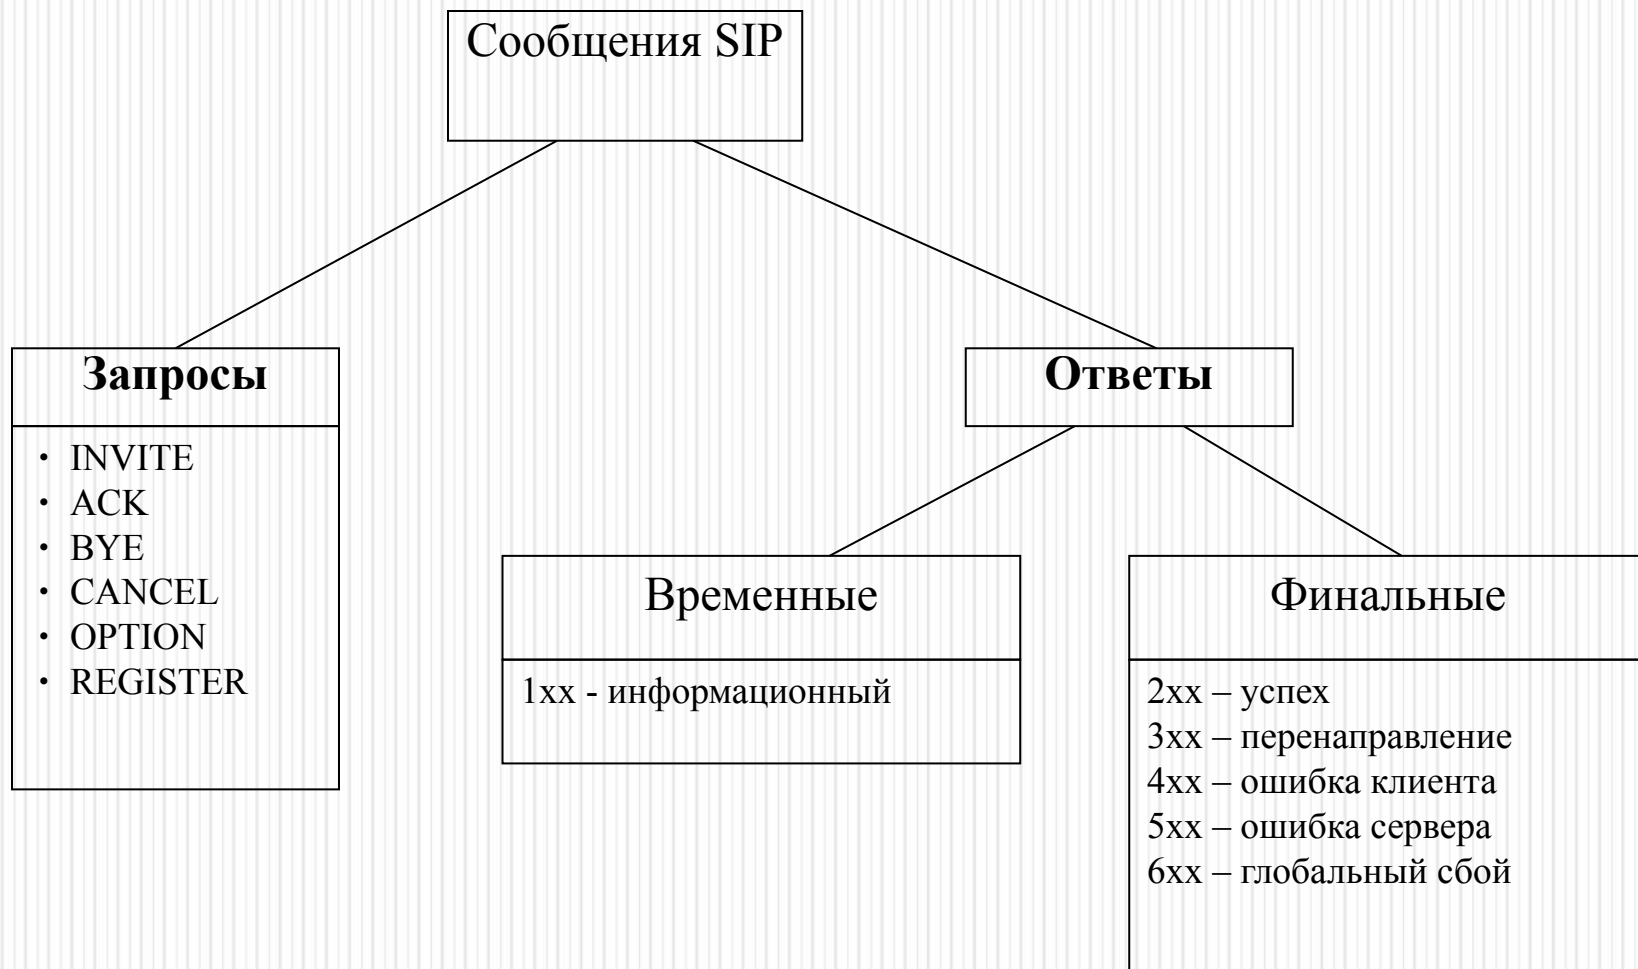 Сообщения SIP
Запросы
• INVITE
• ACK
• BYE
• CANCEL
• OPTION
• REGISTER
Ответы
Временные
1xx - информационный
Финальные
2xx – успех
3xx – перенаправление
4xx – ошибка клиента
5xx – ошибка сервера
6xx – глобальный сбой